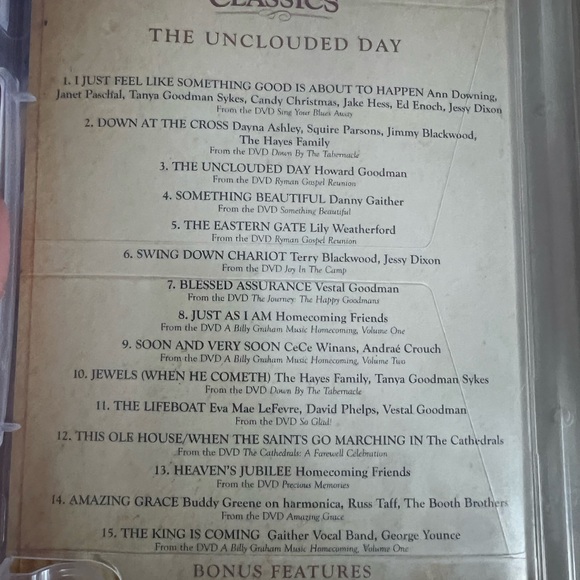 CLASSICS
THE UNCLOUDED DAY
1. I JUST FEEL LIKE SOMETHING GOOD IS ABOUT TO HAPPEN Ann Downing,
Janet Paschal, Tanya Goodman Sykes, Candy Christmas, Jake Hess, Ed Enoch, Jessy Dixon
From the DVD Sing Your Blues Away
2. DOWN AT THE CROSS Dayna Ashley, Squire Parsons, Jimmy Blackwood,
The Hayes Family
From the DVD Down By The Tabernacle
3. THE UNCLOUDED DAY Howard Goodman
From the DVD Ryman Gospel Reunion
4. SOMETHING BEAUTIFUL Danny Gaither
From the DVD Something Beautiful
5. THE EASTERN GATE Lily Weatherford
From the DVD Ryman Gospel Reunion
6. SWING DOWN CHARIOT Terry Blackwood, Jessy Dixon
From the DVD Joy In The Camp
7. BLESSED ASSURANCE Vestal Goodman
From the DVD The Journey: The Happy Goodmans
8. JUST AS I AM Homecoming Friends
From the DVD A Billy Graham Music Homecoming, Volume One
9. SOON AND VERY SOON CeCe Winans, Andraé Crouch
From the DVD A Billy Graham Music Homecoming, Volume Two
10. JEWELS (WHEN HE COMETH) The Hayes Family, Tanya Goodman Sykes
From the DVD Down By The Tabernacle
11. THE LIFEBOAT Eva Mae LeFevre, David Phelps, Vestal Goodman
From the DVD So Glad!
12. THIS OLE HOUSE/WHEN THE SAINTS GO MARCHING IN The Cathedrals
From the DVD The Cathedrals: A Farewell Celebration
13. HEAVEN'S JUBILEE Homecoming Friends
From the DVD Precious Memories
14. AMAZING GRACE Buddy Greene on harmonica, Russ Taff, The Booth Brothers
From the DVD Amazing Grace
15. THE KING IS COMING Gaither Vocal Band, George Younce
From the DVD A Billy Graham Music Homecoming, Volume One
BONUS FEATURES